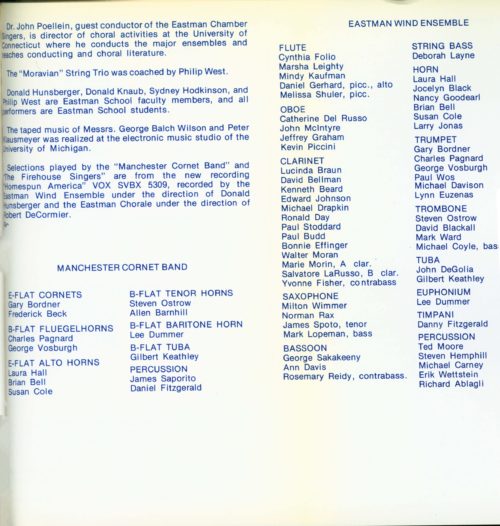 Dr. John Poellein, guest conductor of the Eastman Chamber
Singers, is director of choral activities at the University of
Connecticut where he conducts the major ensembles and
teaches conducting and choral literature.
The "Moravian" String Trio was coached by Philip West.
Donald Hunsberger, Donald Knaub, Sydney Hodkinson, and
Philip West are Eastman School faculty members, and all
performers are Eastman School students.
The taped music of Messrs. George Balch Wilson and Peter
Klausmeyer was realized at the electronic music studio of the
University of Michigan.
Selections played by the "Manchester Cornet Band" and
"The Firehouse Singers" are from the new recording
"Homespun America" VOX SVBX 5309, recorded by the
Eastman Wind Ensemble under the direction of Donald
Hunsberger and the Eastman Chorale under the direction of
Robert DeCormier.
MANCHESTER CORNET BAND
E-FLAT CORNETS
Gary Bordner
Frederick Beck
B-FLAT FLUEGELHORNS
Charles Pagnard
George Vosburgh
E-FLAT ALTO HORNS
Laura Hall
Brian Bell
Susan Cole
B-FLAT TENOR HORNS
Steven Ostrow
Allen Barnhill
B-FLAT BARITONE HORN
Lee Dummer
B-FLAT TUBA
Gilbert Keathley
PERCUSSION
James Saporito
Daniel Fitzgerald
EASTMAN WIND ENSEMBLE
FLUTE
Cynthia Folio
Marsha Leighty
Mindy Kaufman
Daniel Gerhard, picc., alto
Melissa Shuler, picc.
OBOE
Catherine Del Russo
John McIntyre
Jeffrey Graham
Kevin Piccini
CLARINET
Lucinda Braun
David Bellman
Kenneth Beard
Edward Johnson
Michael Drapkin
Ronald Day
Paul Stoddard
Paul Budd
Bonnie Effinger
Walter Moran
Marie Morin, A clar.
Salvatore LaRusso, B clar.
Yvonne Fisher, contrabass
SAXOPHONE
Milton Wimmer
Norman Rax
James Spoto, tenor
Mark Lopeman, bass
BASSOON
George Sakakeeny
Ann Davis
Rosemary Reidy, contrabass.
STRING BASS
Deborah Layne
HORN
Laura Hall
Jocelyn Black
Nancy Goodearl
Brian Bell
Susan Cole
Larry Jonas
TRUMPET
Gary Bordner
Charles Pagnard
George Vosburgh
Paul Wos
Michael Davison
Lynn Euzenas
TROMBONE
Steven Ostrow
David Blackall
Mark Ward
Michael Coyle, bas
TUBA
John DeGolia
Gilbert Keathley
EUPHONIUM
Lee Dummer
TIMPANI
Danny Fitzgerald
PERCUSSION
Ted Moore
Steven Hemphill
Michael Carney
Erik Wettstein
Richard Ablagli